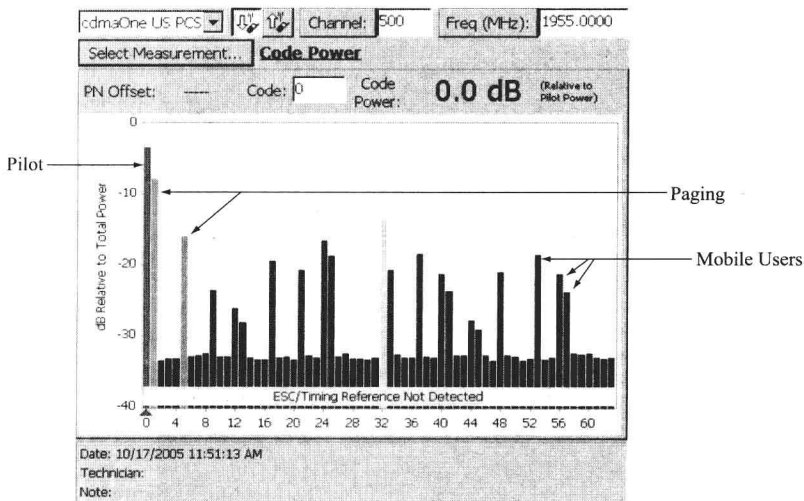 cdmaOne US PCS Channel: 500 Freq (MHz): 1955.0000
Select Measurement... Code Power
PN Offset: ---- Code: 0 Code Power: 0.0 dB (Relative to Pilot Power)
0
Pilot
-10
Paging
dB Relative to Total Power
-20
Mobile Users
-30
ESC/Timing Reference Not Detected
-40
0 4 8 12 16 20 24 28 32 36 40 44 48 52 56 60
Date: 10/17/2005 11:51:13 AM
Technician:
Note: